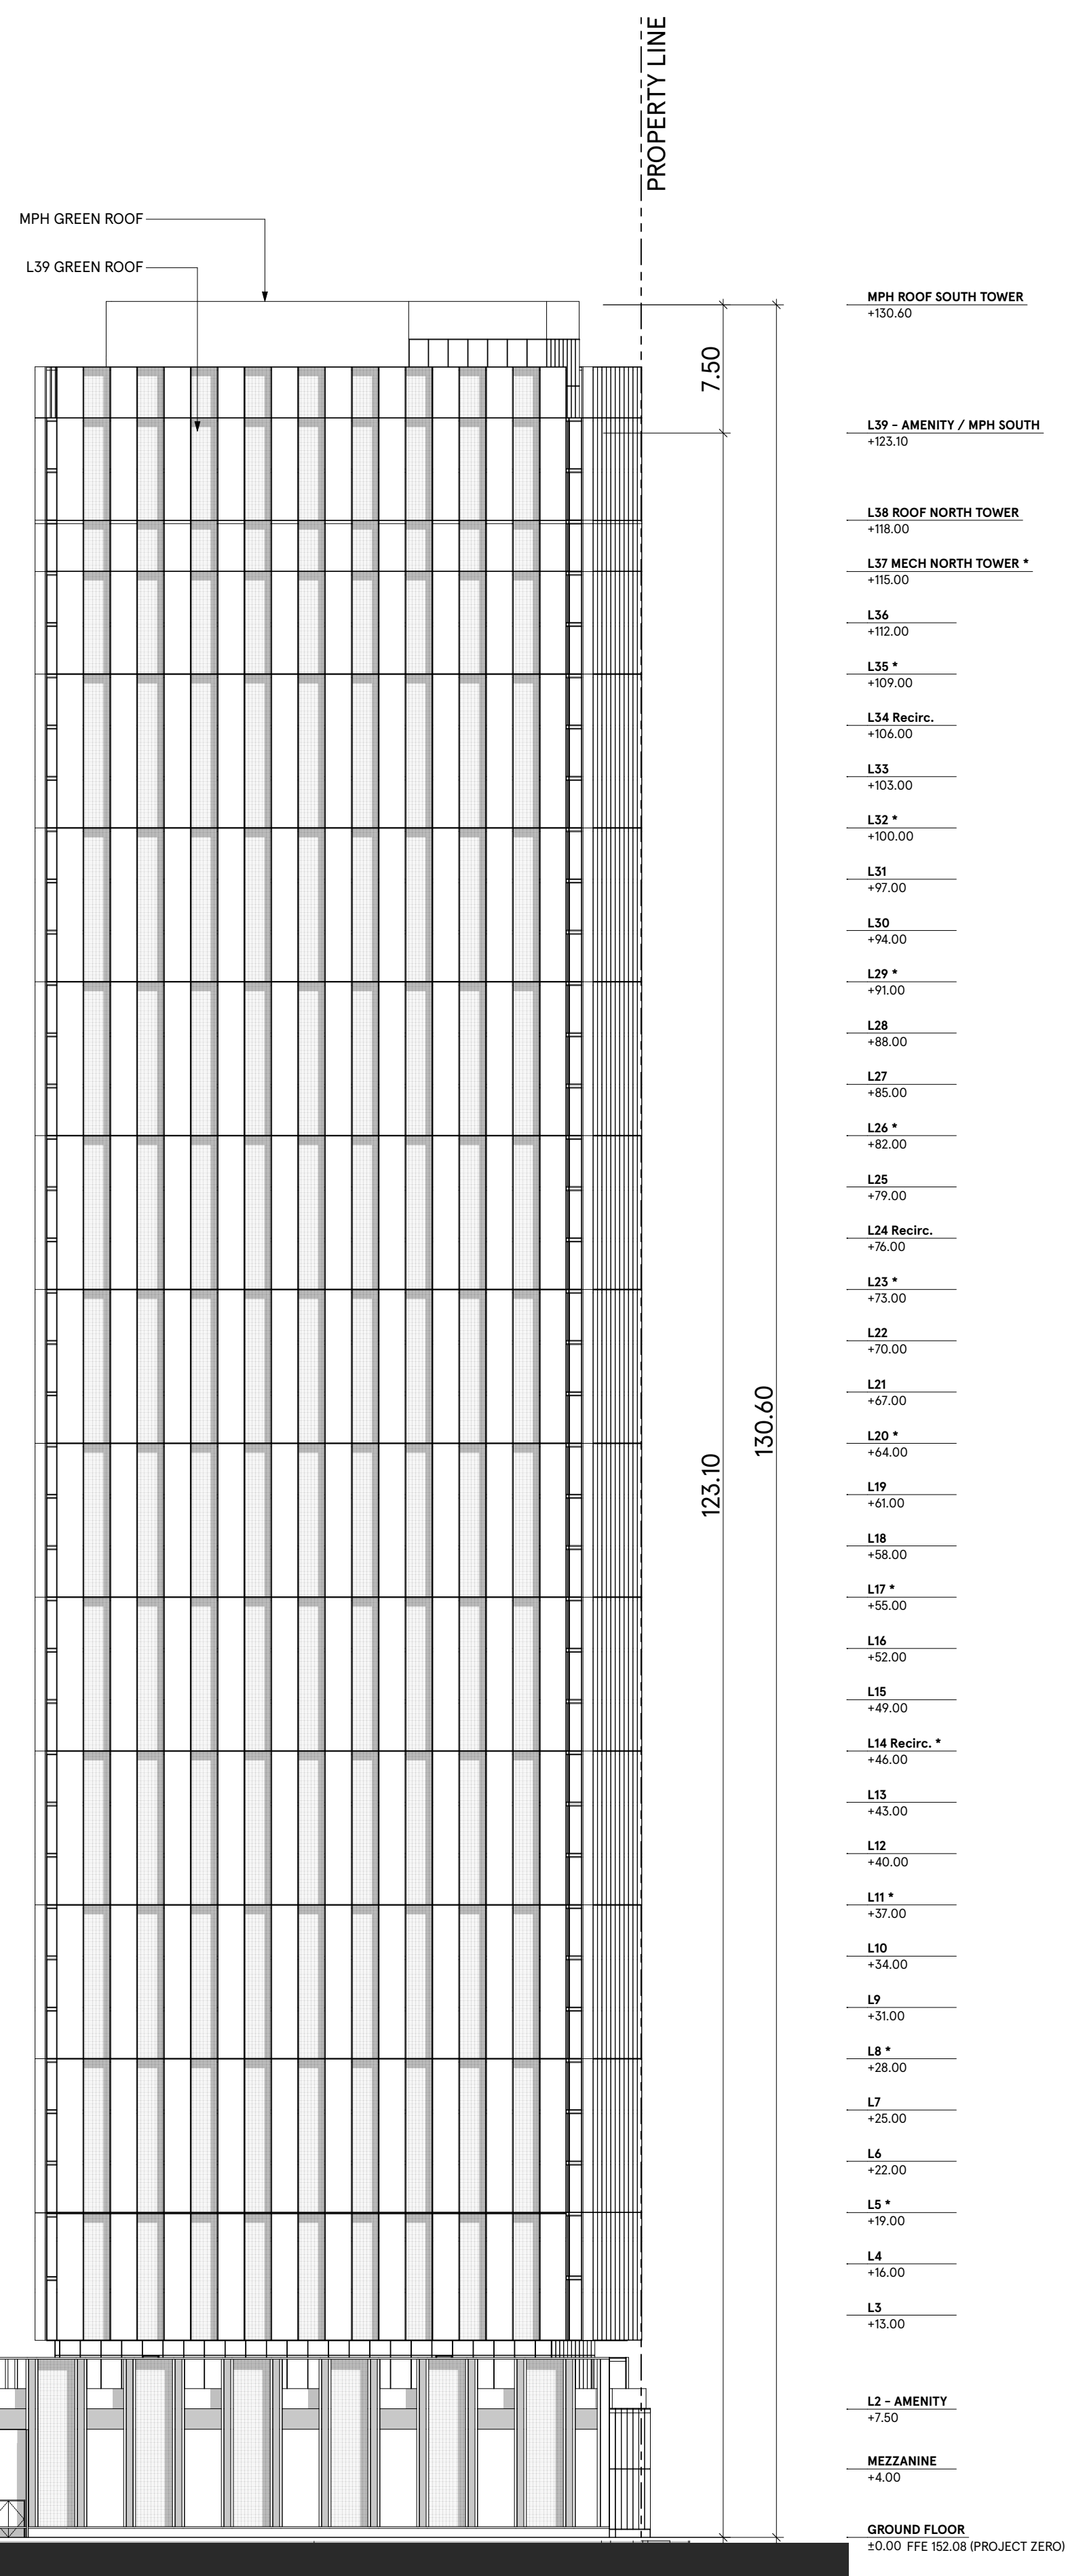 PROPERTY LINE
MPH GREEN ROOF
L39 GREEN ROOF
7.50
123.10
130.60
MPH ROOF SOUTH TOWER
+130.60
L39 - AMENITY / MPH SOUTH
+123.10
L38 ROOF NORTH TOWER
+118.00
L37 MECH NORTH TOWER *
+115.00
L36
+112.00
L35 *
+109.00
L34 Recirc.
+106.00
L33
+103.00
L32 *
+100.00
L31
+97.00
L30
+94.00
L29 *
+91.00
L28
+88.00
L27
+85.00
L26 *
+82.00
L25
+79.00
L24 Recirc.
+76.00
L23 *
+73.00
L22
+70.00
L21
+67.00
L20 *
+64.00
L19
+61.00
L18
+58.00
L17 *
+55.00
L16
+52.00
L15
+49.00
L14 Recirc. *
+46.00
L13
+43.00
L12
+40.00
L11 *
+37.00
L10
+34.00
L9
+31.00
L8 *
+28.00
L7
+25.00
L6
+22.00
L5 *
+19.00
L4
+16.00
L3
+13.00
L2 - AMENITY
+7.50
MEZZANINE
+4.00
GROUND FLOOR
±0.00 FFE 152.08 (PROJECT ZERO)